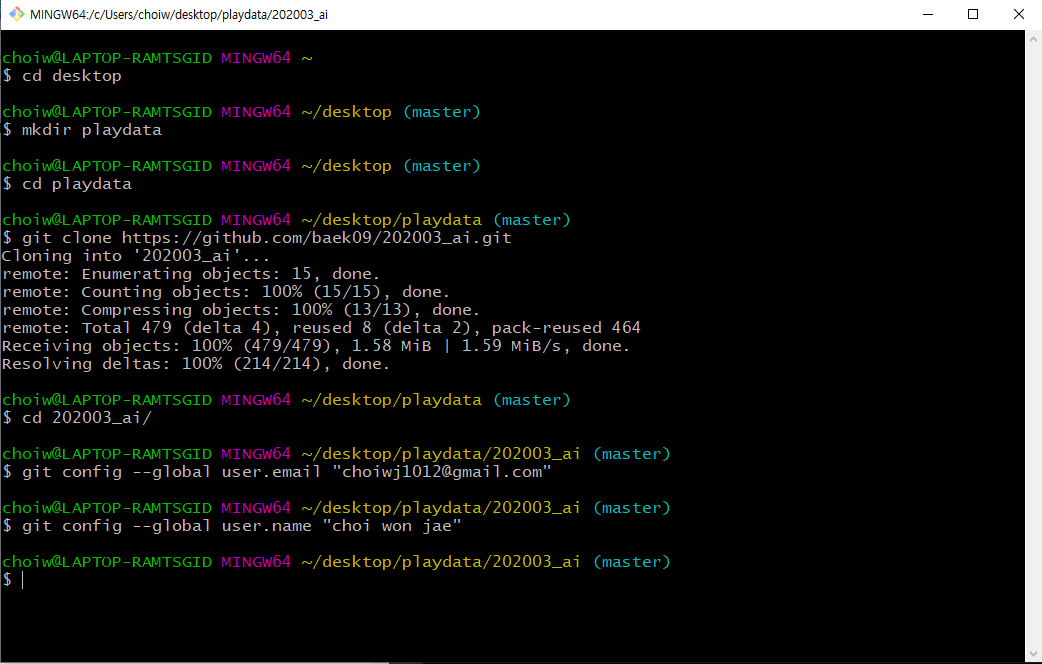 MINGW64:/c/Users/choiw/desktop/playdata/202003_ai
choiw@LAPTOP-RAMTSGID MINGW64 ~
$ cd desktop
choiw@LAPTOP-RAMTSGID MINGW64 ~/desktop (master)
$ mkdir playdata
choiw@LAPTOP-RAMTSGID MINGW64 ~/desktop (master)
$ cd playdata
choiw@LAPTOP-RAMTSGID MINGW64 ~/desktop/playdata (master)
$ git clone https://github.com/baek09/202003_ai.git
Cloning into '202003_ai'...
remote: Enumerating objects: 15, done.
remote: Counting objects: 100% (15/15), done.
remote: Compressing objects: 100% (13/13), done.
remote: Total 479 (delta 4), reused 8 (delta 2), pack-reused 464
Receiving objects: 100% (479/479), 1.58 MiB | 1.59 MiB/s, done.
Resolving deltas: 100% (214/214), done.
choiw@LAPTOP-RAMTSGID MINGW64 ~/desktop/playdata (master)
$ cd 202003_ai/
choiw@LAPTOP-RAMTSGID MINGW64 ~/desktop/playdata/202003_ai (master)
$ git config --global user.email "choiwj1012@gmail.com"
choiw@LAPTOP-RAMTSGID MINGW64 ~/desktop/playdata/202003_ai (master)
$ git config --global user.name "choi won jae"
choiw@LAPTOP-RAMTSGID MINGW64 ~/desktop/playdata/202003_ai (master)
$